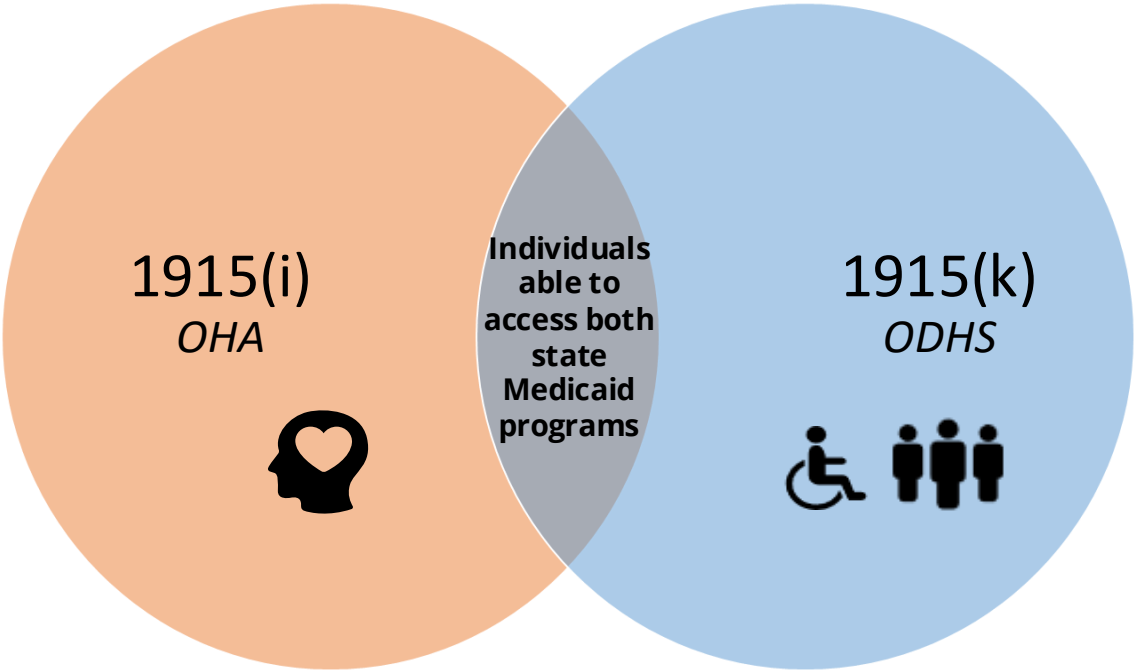 1915(i)
OHA
Individuals
able to
access both
state
Medicaid
programs
1915(k)
ODHS